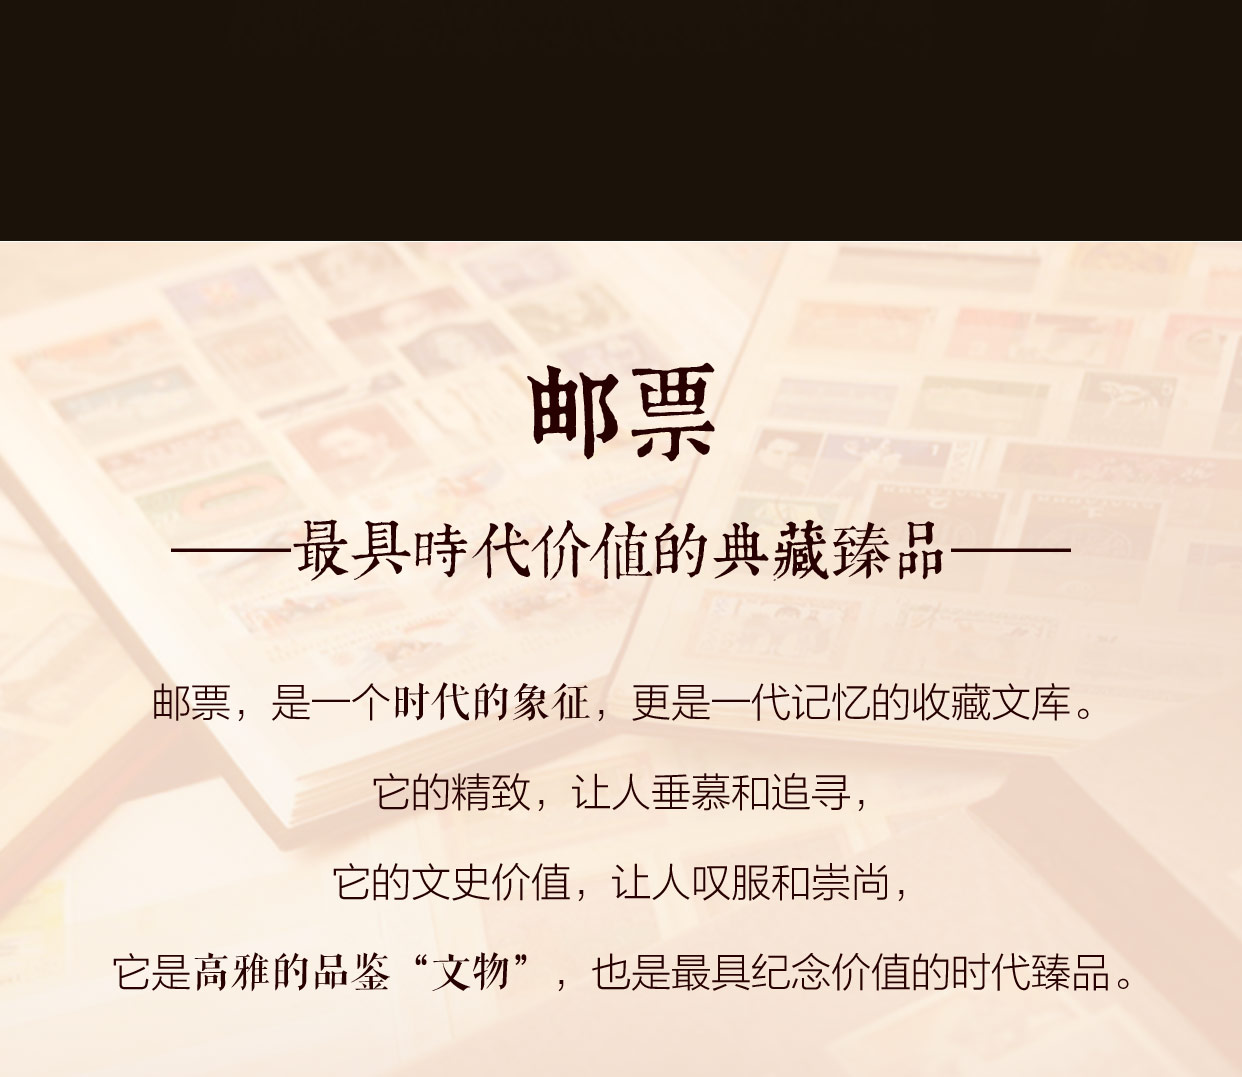 邮票
——最具時代价值的典藏臻品——
邮票，是一个时代的象征，更是一代记忆的收藏文库。
它的精致，让人垂慕和追寻，
它的文史价值，让人叹服和崇尚，
它是高雅的品鉴“文物”，也是最具纪念价值的时代臻品。